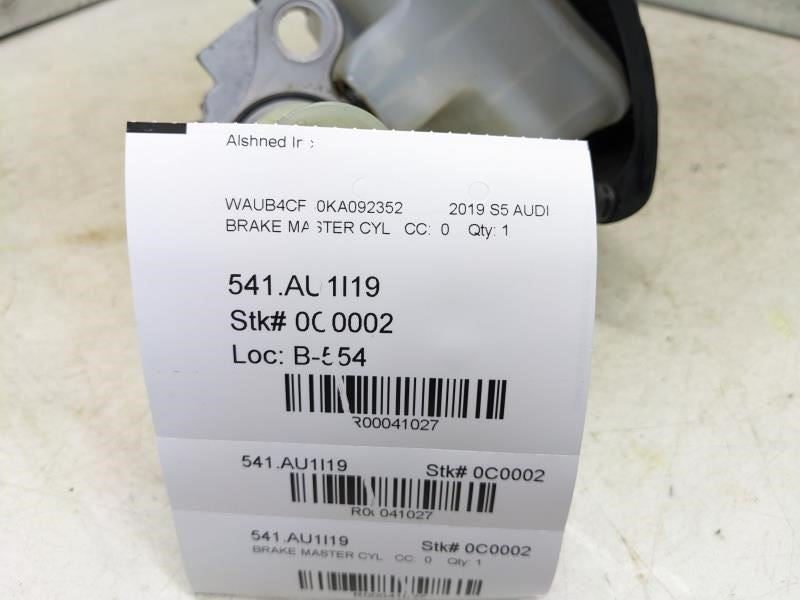 Alshned In
WAUB4CF 0KA092352 2019 S5 AUDI
BRAKE MASTER CYL CC: 0 Qty: 1
541.AU1I19
Stk# 0C0002
Loc: B-554
R00041027
541.AU1I19 Stk# 0C0002
R00041027
541.AU1I19 Stk# 0C0002
BRAKE MASTER CYL CC: 0 Qty: 1